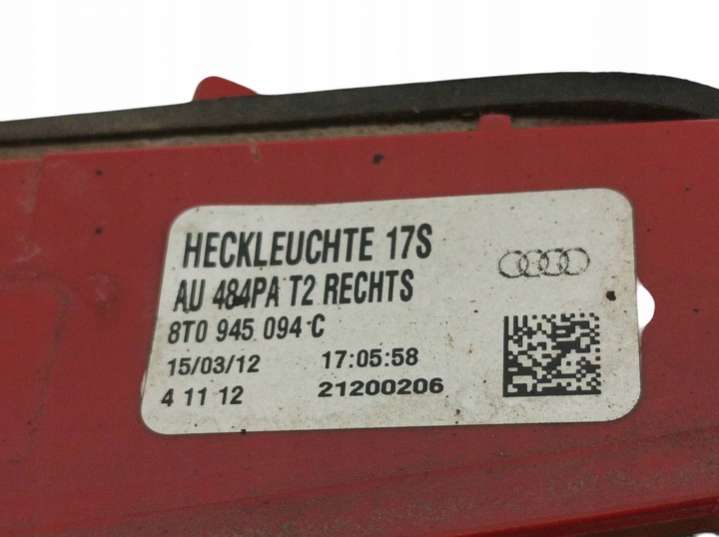 HECKLEUCHTE 17S
AU 484PA T2 RECHTS
8T0 945 094 C
15/03/12 17:05:58
4 11 12 21200206